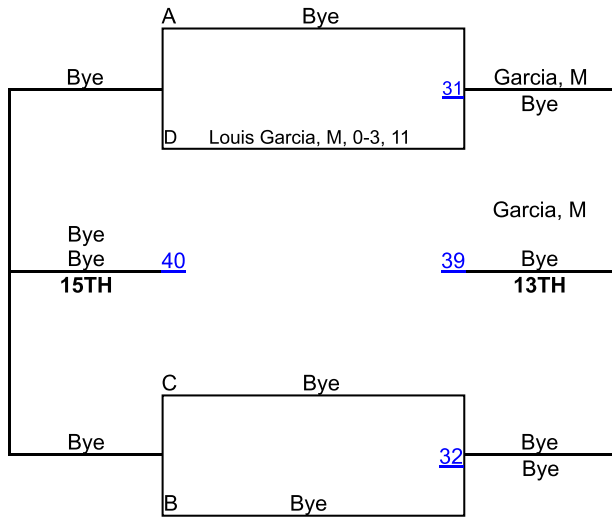 A Bye
Bye 31 Garcia, M
Bye
D Louis Garcia, M, 0-3, 11
Garcia, M
Bye
Bye 40 39 Bye
15TH 13TH
C Bye
Bye 32 Bye
Bye
B Bye